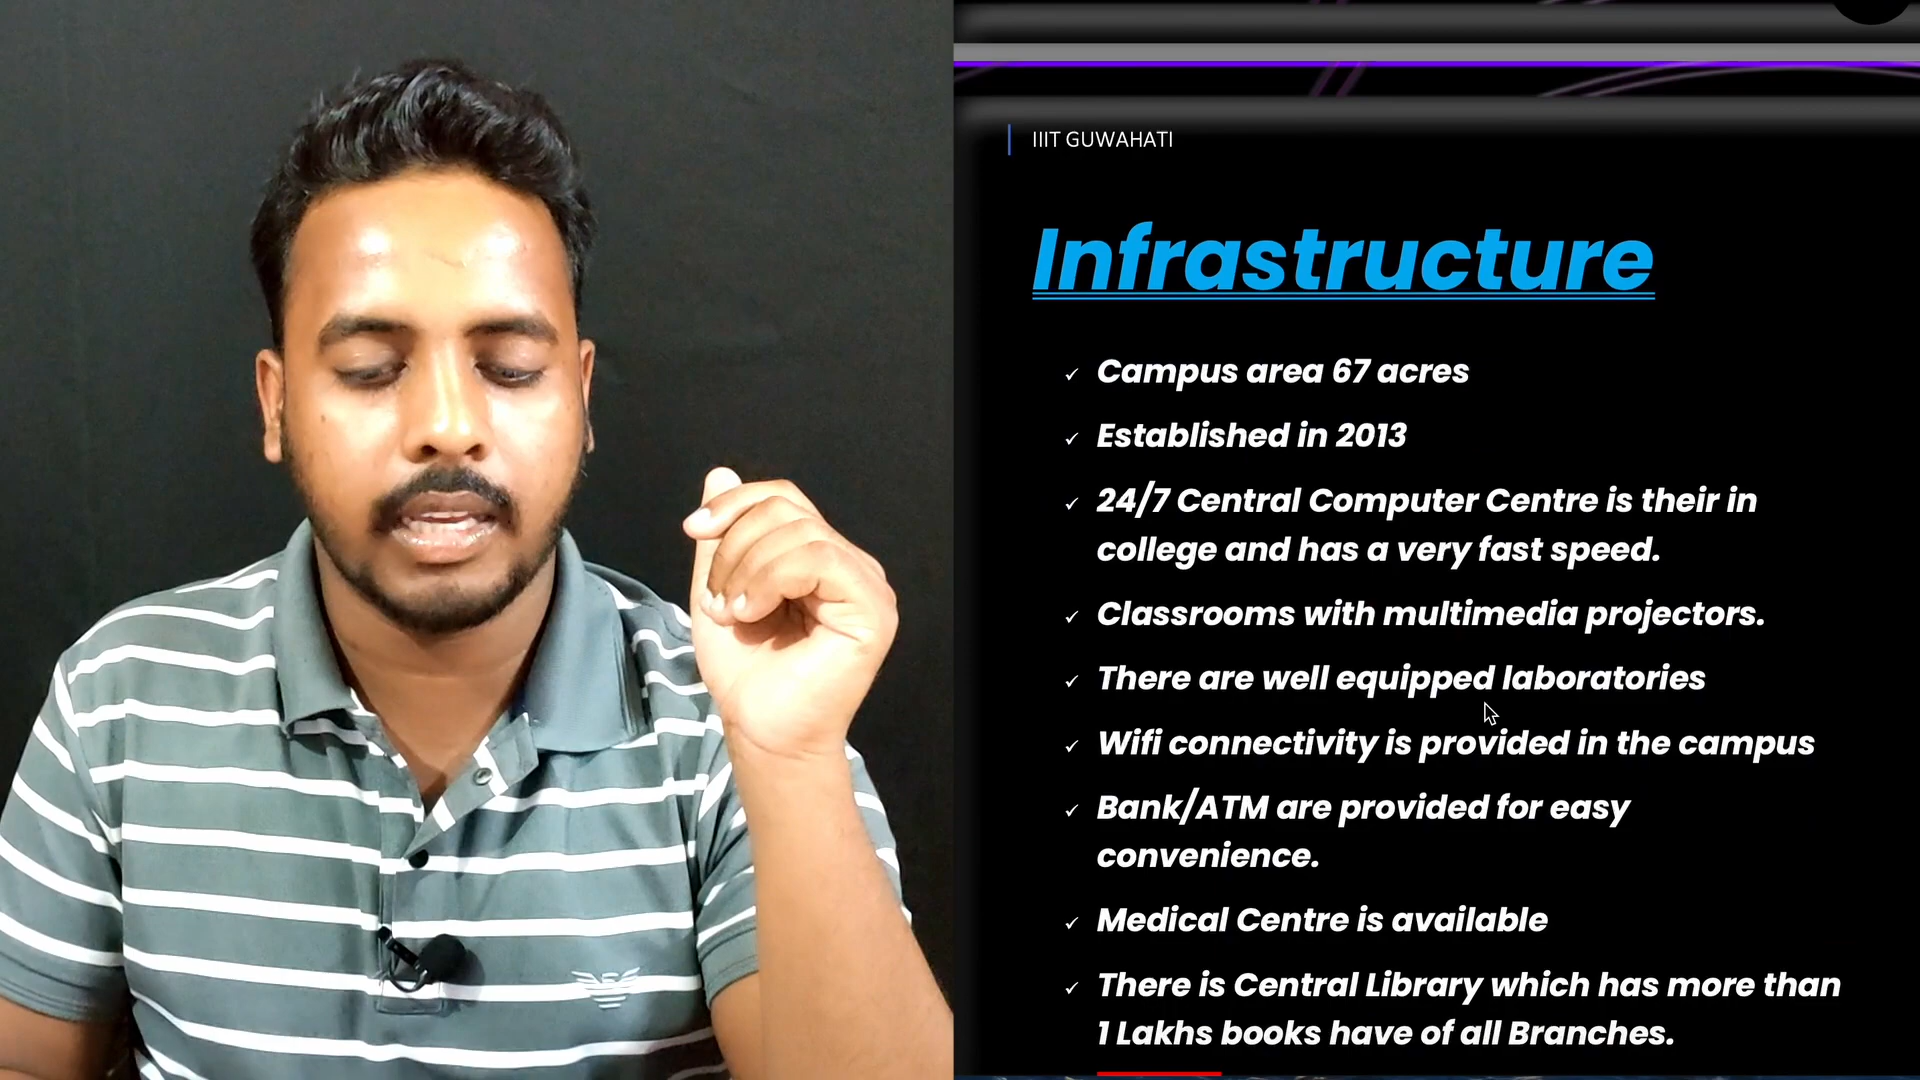 IIIT GUWAHATI
Infrastructure
✓ Campus area 67 acres
✓ Established in 2013
✓ 24/7 Central Computer Centre is their in
college and has a very fast speed.
✓ Classrooms with multimedia projectors.
✓ There are well equipped laboratories
✓ Wifi connectivity is provided in the campus
✓ Bank/ATM are provided for easy
convenience.
✓ Medical Centre is available
✓ There is Central Library which has more than
1 Lakhs books have of all Branches.